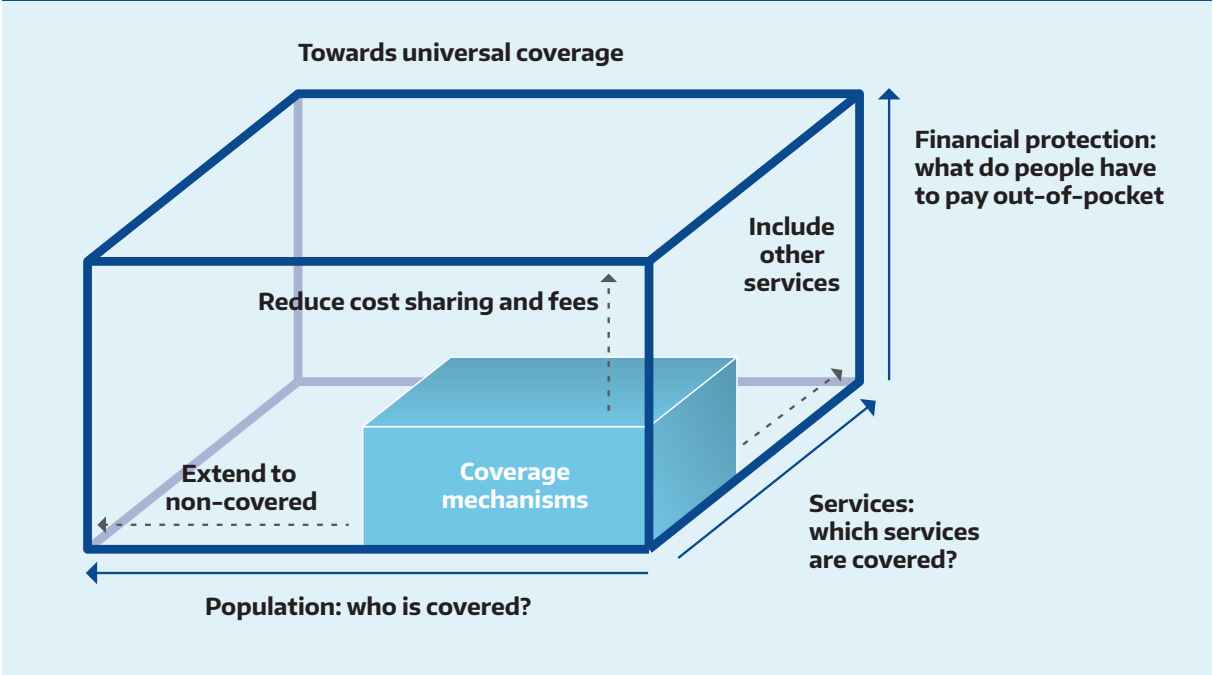 Towards universal coverage
Financial protection:
what do people have
to pay out-of-pocket
Include
other
services
Reduce cost sharing and fees
Extend to
non-covered
Coverage
mechanisms
Services:
which services
are covered?
Population: who is covered?